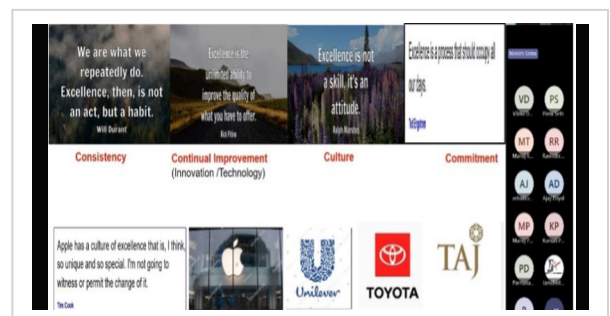 We are what we
repeatedly do.
Excellence, then, is not
an act, but a habit.
Will Durant
Excellence is the
unlimited ability to
improve the quality of
what you have to offer.
Rick Pitino
Excellence is not
a skill, it's an
attitude.
Ralph Marston
Excellence is a process that should occupy all
our days.
Ted Engstrom
Consistency
Continual Improvement
(Innovation /Technology)
Culture
Commitment
Apple has a culture of excellence that is, I think,
so unique and so special. I'm not going to
witness or permit the change of it.
Tim Cook
Unilever
TOYOTA
TAJ
VD
PS
MT
RR
AJ
AD
MP
KP
PD